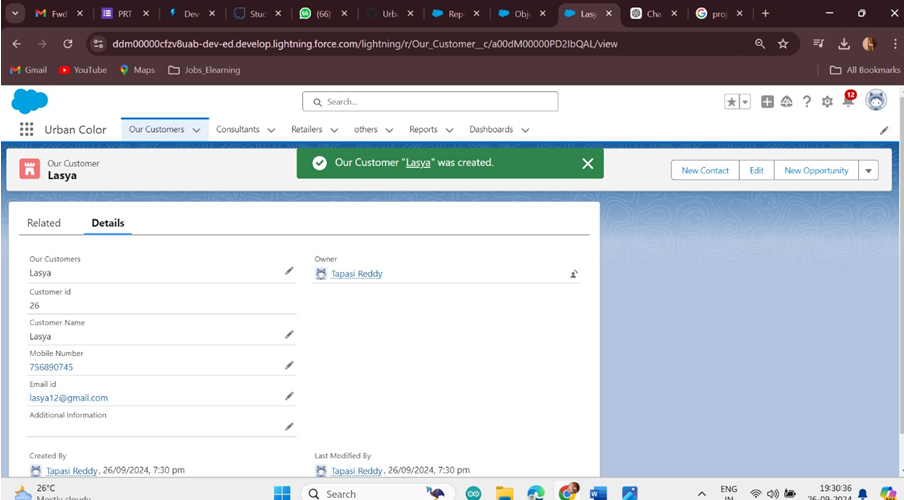 Fwd
PRT
Deve
Stud
(66)
Urba
Rep
Obje
Lasy
Cha
proj
ddm00000cfzv8uab-dev-ed.develop.lightning.force.com/lightning/r/Our_Customer__c/a00dM00000PD2IbQAL/view
Gmail
YouTube
Maps
Jobs_Elearning
All Bookmarks
Search...
12
Urban Color
Our Customers
Consultants
Retailers
others
Reports
Dashboards
Our Customer
Lasya
Our Customer "Lasya" was created.
New Contact
Edit
New Opportunity
Related
Details
Our Customers
Lasya
Owner
Tapasi Reddy
Customer id
26
Customer Name
Lasya
Mobile Number
756890745
Email id
lasya12@gmail.com
Additional Information
Created By
Tapasi Reddy, 26/09/2024, 7:30 pm
Last Modified By
Tapasi Reddy, 26/09/2024, 7:30 pm
26°C
Mostly cloudy
Search
ENG
IN
19:30:36
26-09-2024